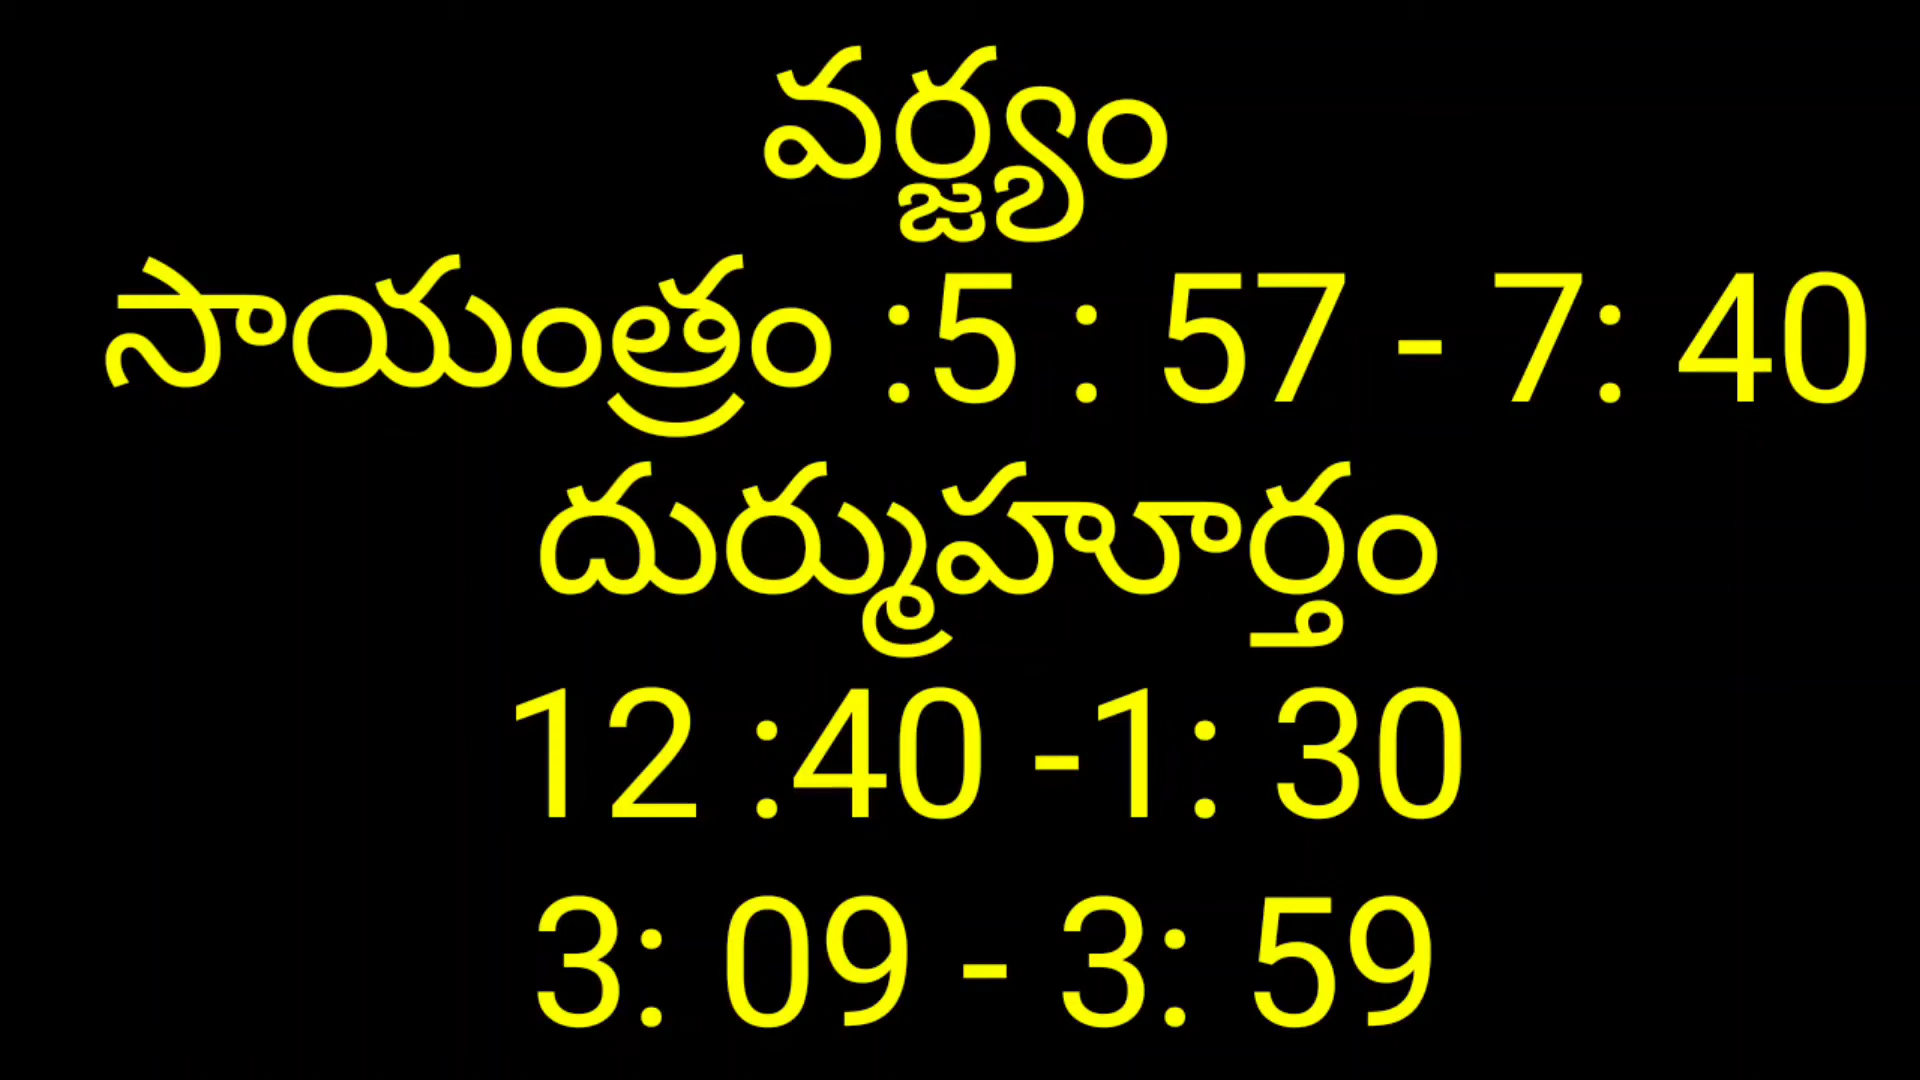 వర్జ్యం
సాయంత్రం :5 : 57 - 7: 40
దుర్ముహూర్తం
12 :40 -1: 30
3: 09 - 3: 59